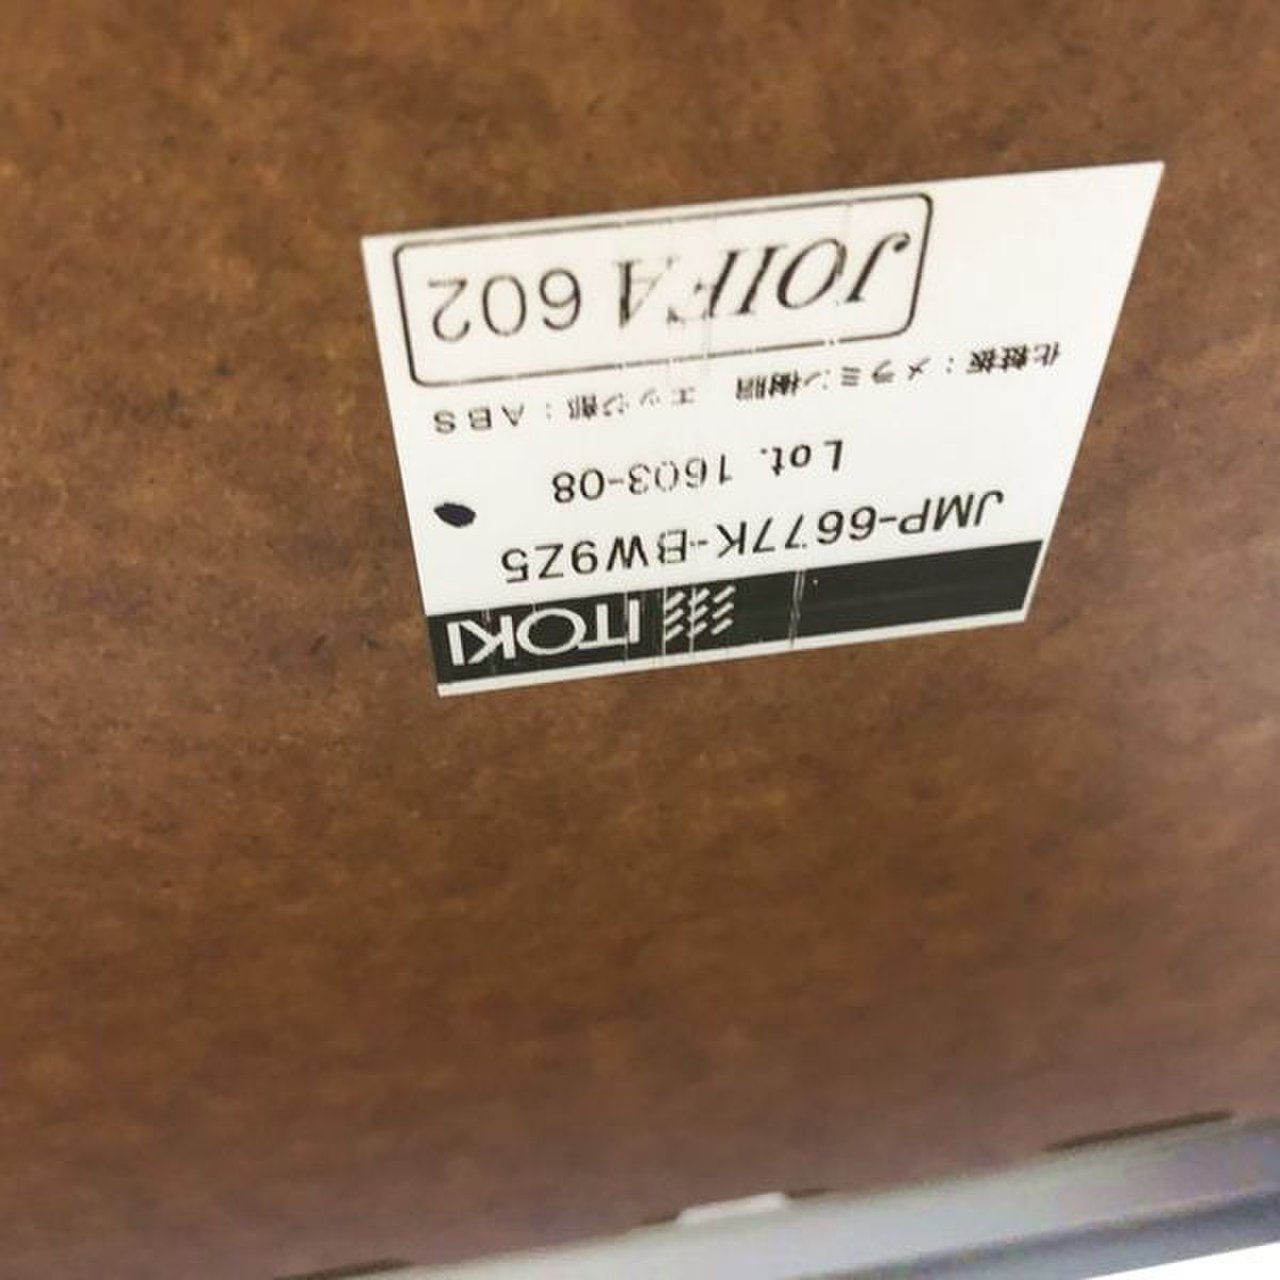 ITOKI
JMP-6677K-BW9Z5
Lot. 1603-08
化粧板：メラミン樹脂　エッジ部：ABS
JOIFA 602